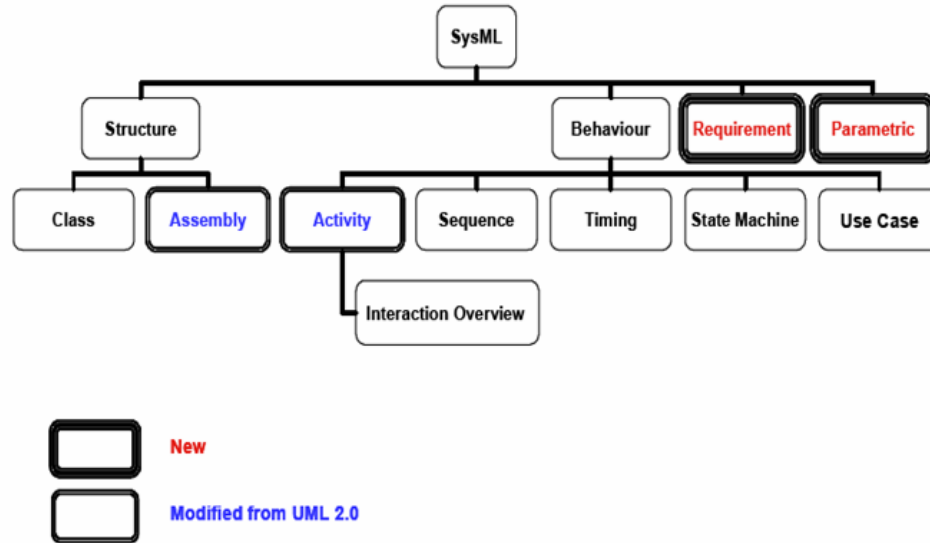 SysML
Structure
Behaviour
Requirement
Parametric
Class
Assembly
Activity
Sequence
Timing
State Machine
Use Case
Interaction Overview
New
Modified from UML 2.0